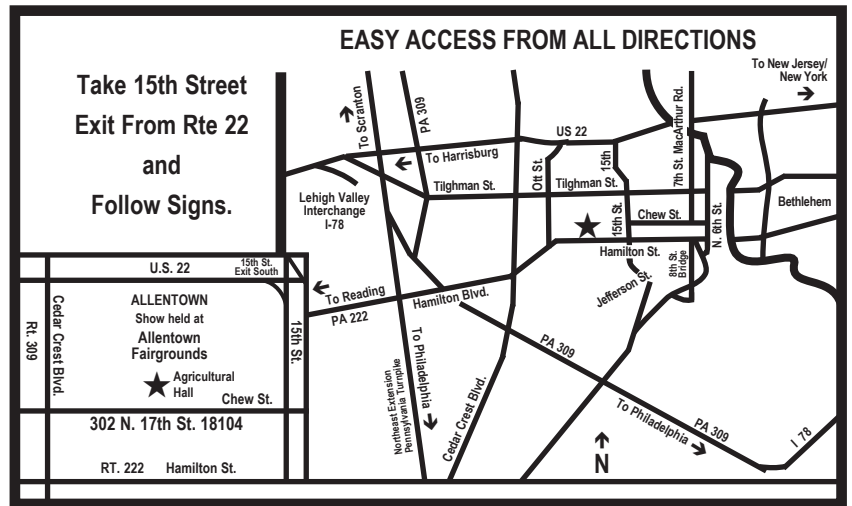 EASY ACCESS FROM ALL DIRECTIONS
Take 15th Street
Exit From Rte 22
and
Follow Signs.
To New Jersey/
New York
To Scranton
PA 309
7th St. MacArthur Rd.
US 22
To Harrisburg
Ott St.
15th
Tilghman St.
Tilghman St.
Lehigh Valley
Interchange
I-78
15th St.
Chew St.
N. 6th St.
Bethlehem
Hamilton St.
8th St.
Bridge
Jefferson St.
To Reading
PA 222
Hamilton Blvd.
To Philadelphia
Northeast Extension
Pennsylvania Turnpike
Cedar Crest Blvd.
PA 309
To Philadelphia
PA 309
I 78
N
U.S. 22
15th St.
Exit South
Rt. 309
Cedar Crest Blvd.
ALLENTOWN
Show held at
Allentown
Fairgrounds
Agricultural
Hall
15th St.
Chew St.
302 N. 17th St. 18104
RT. 222 Hamilton St.